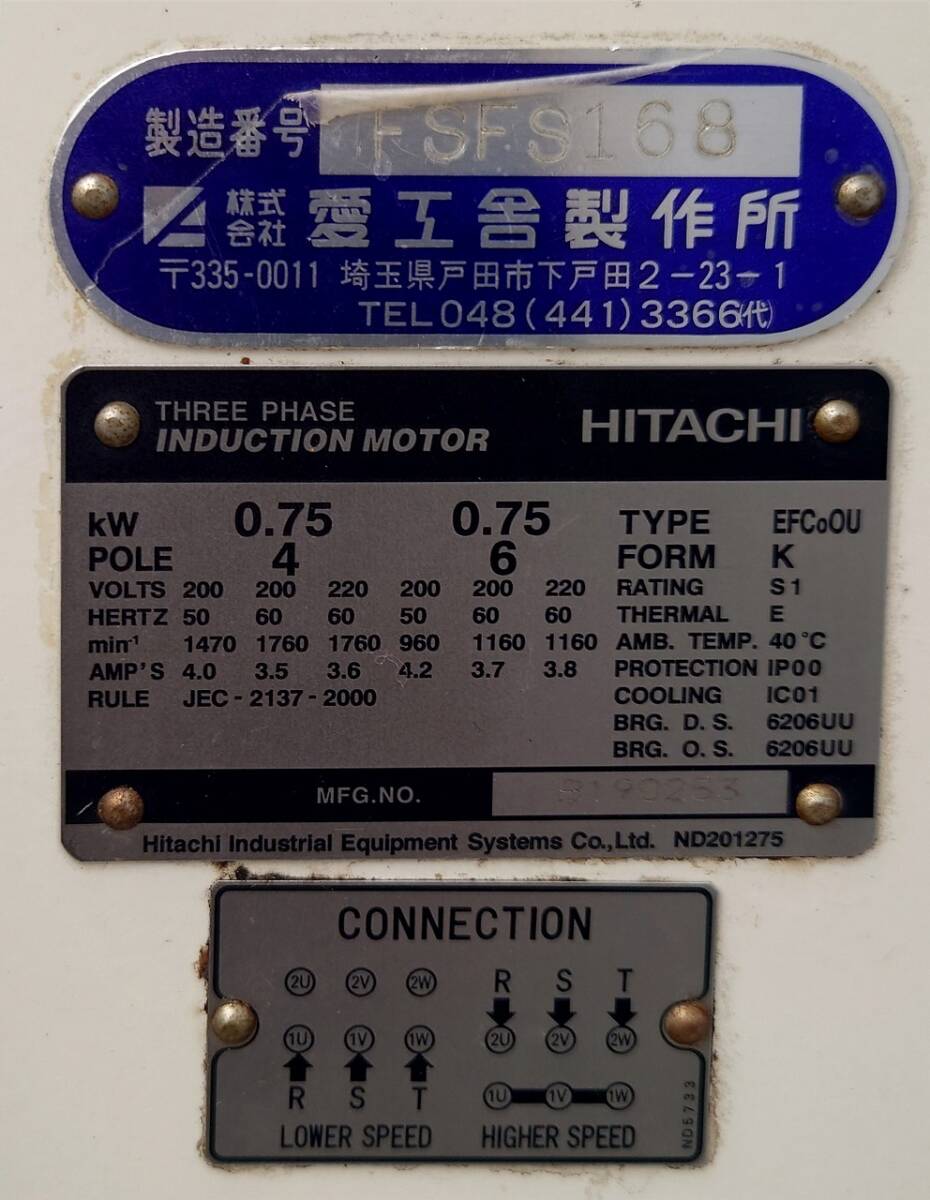 製造番号 FSFS168
株式会社 愛工舎製作所
〒335-0011 埼玉県戸田市下戸田2-23-1
TEL048(441)3366㈹
THREE PHASE
INDUCTION MOTOR HITACHI
kW 0.75 0.75 TYPE EFCoOU
POLE 4 6 FORM K
VOLTS 200 200 220 200 200 220 RATING S1
HERTZ 50 60 60 50 60 60 THERMAL E
min-¹ 1470 1760 1760 960 1160 1160 AMB. TEMP. 40°C
AMP'S 4.0 3.5 3.6 4.2 3.7 3.8 PROTECTION IP00
RULE JEC-2137-2000 COOLING IC01
BRG. D. S. 6206UU
BRG. O. S. 6206UU
MFG.NO.
Hitachi Industrial Equipment Systems Co.,Ltd. ND201275
CONNECTION
2U 2V 2W R S T
1U 1V 1W 2U 2V 2W
R S T 1U 1V 1W
LOWER SPEED HIGHER SPEED
ND5733